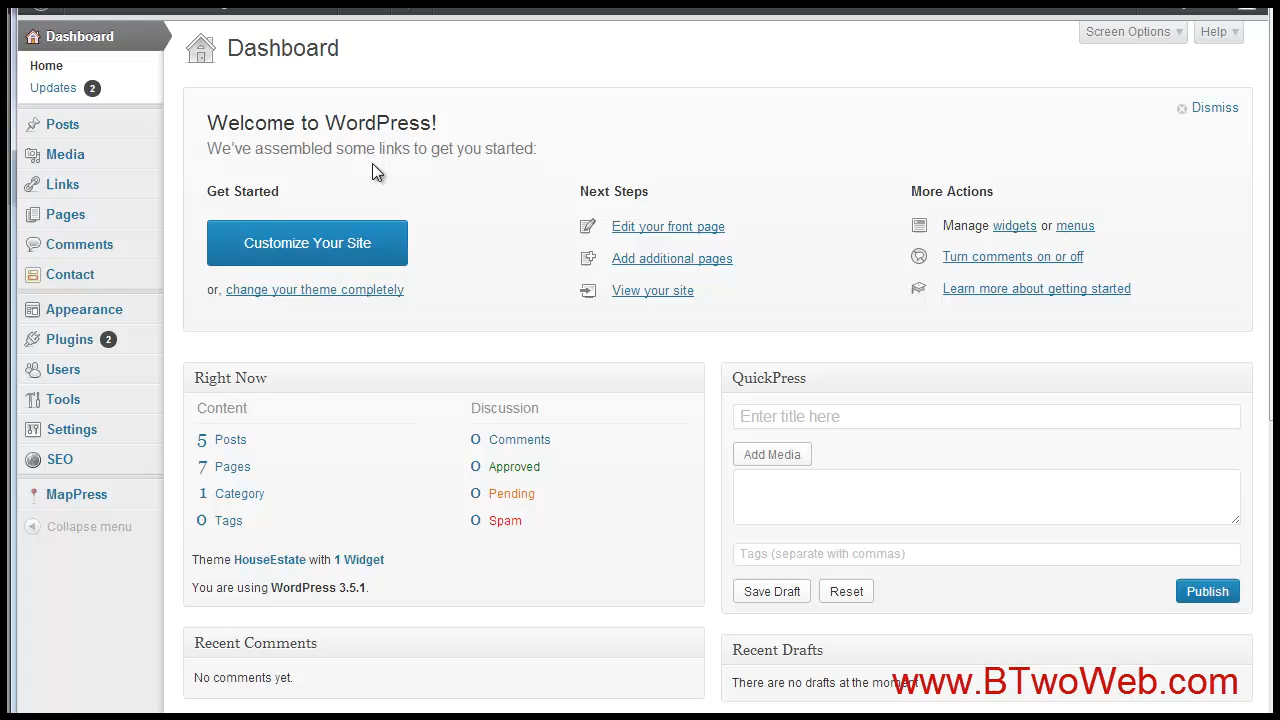 Dashboard
Home
Updates 2
Posts
Media
Links
Pages
Comments
Contact
Appearance
Plugins 2
Users
Tools
Settings
SEO
MapPress
Collapse menu
Dashboard
Screen Options
Help
Welcome to WordPress!
Dismiss
We've assembled some links to get you started:
Get Started
Customize Your Site
or, change your theme completely
Next Steps
Edit your front page
Add additional pages
View your site
More Actions
Manage widgets or menus
Turn comments on or off
Learn more about getting started
Right Now
Content
5 Posts
7 Pages
1 Category
0 Tags
Discussion
0 Comments
0 Approved
0 Pending
0 Spam
Theme HouseEstate with 1 Widget
You are using WordPress 3.5.1.
Recent Comments
No comments yet.
QuickPress
Enter title here
Add Media
Tags (separate with commas)
Save Draft
Reset
Publish
Recent Drafts
There are no drafts at the moment
www.BTwoWeb.com